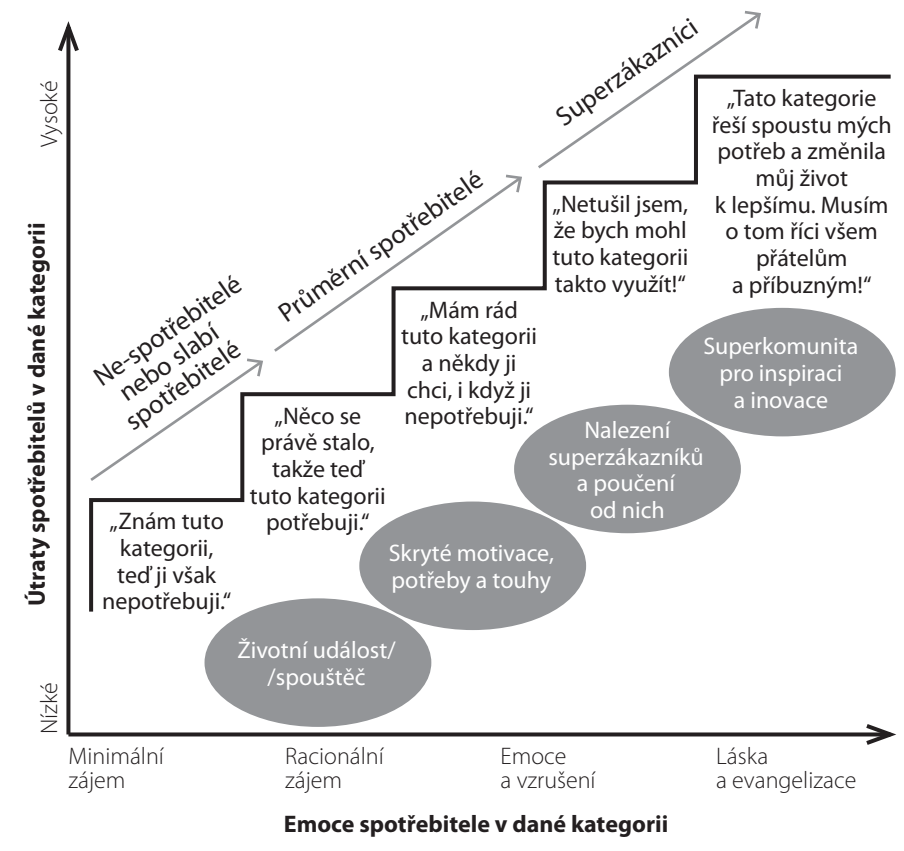 Útraty spotřebitelů v dané kategorii
Vysoké
Nízké
Ne-spotřebitelé
nebo slabí
spotřebitelé
Průměrní spotřebitelé
Superzákazníci
„Znám tuto
kategorii,
teď ji však
nepotřebuji.“
„Něco se
právě stalo,
takže teď
tuto kategorii
potřebuji.“
„Mám rád
tuto kategorii
a někdy ji
chci, i když ji
nepotřebuji.“
„Netušil jsem,
že bych mohl
tuto kategorii
takto využít!“
„Tato kategorie
řeší spoustu mých
potřeb a změnila
můj život
k lepšímu. Musím
o tom říci všem
přátelům
a příbuzným!“
Životní událost/
/spouštěč
Skryté motivace,
potřeby a touhy
Nalezení
superzákazníků
a poučení
od nich
Superkomunita
pro inspiraci
a inovace
Minimální
zájem
Racionální
zájem
Emoce
a vzrušení
Láska
a evangelizace
Emoce spotřebitele v dané kategorii